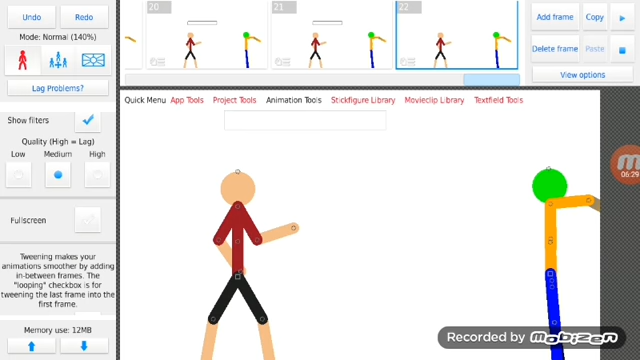 Undo Redo
Mode: Normal (140%)
Lag Problems?
Show filters
Quality (High = Lag)
Low Medium High
Fullscreen
Tweening makes your
animations smoother by adding
in-between frames. The
"looping" checkbox is for
tweening the last frame into the
first frame.
Memory use: 12MB
20 21 22
Add frame Copy
Delete frame Paste
View options
Quick Menu App Tools Project Tools Animation Tools Stickfigure Library Movieclip Library Textfield Tools
06:29
Recorded by Mobizen